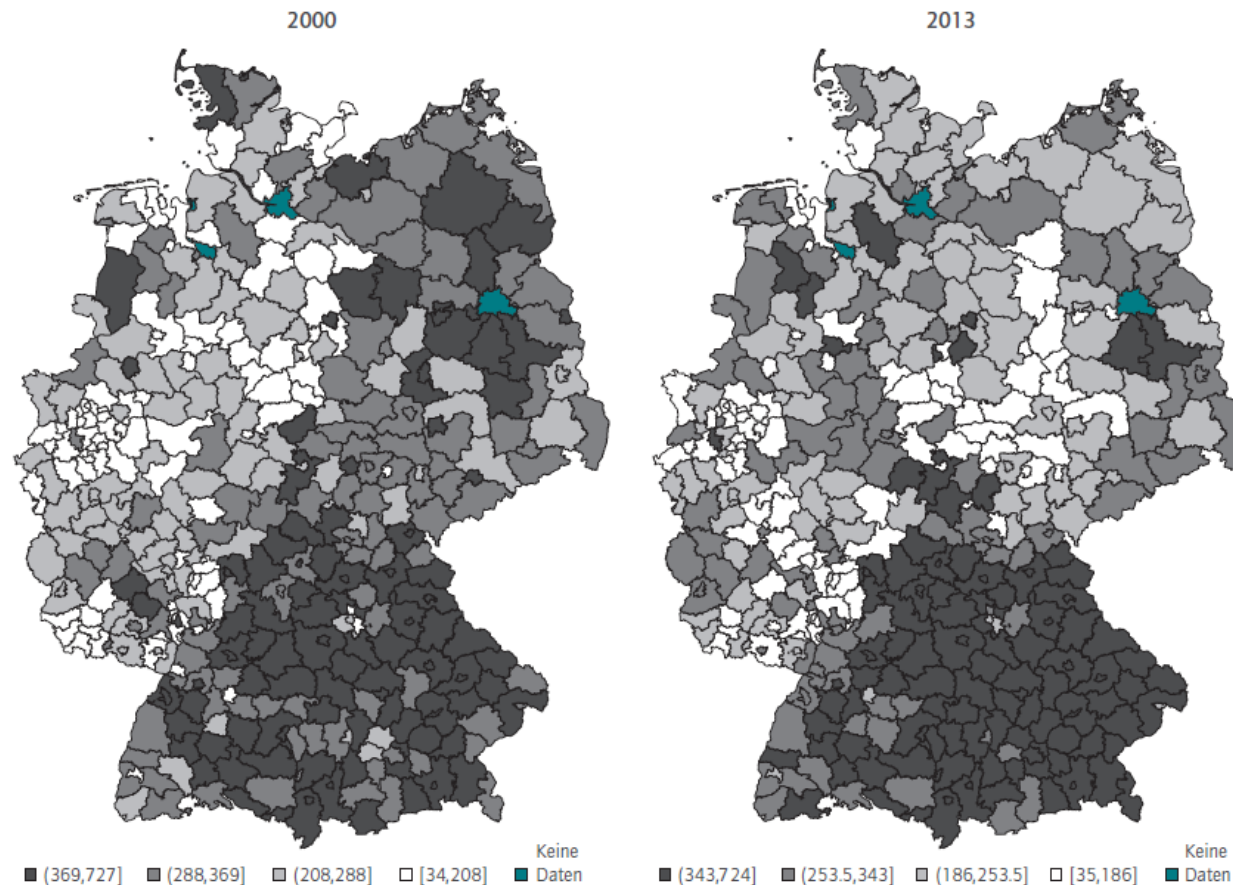 2000
2013
Keine
(369,727] (288,369] (208,288] [34,208] Daten
Keine
(343,724] (253.5,343] (186,253.5] [35,186] Daten